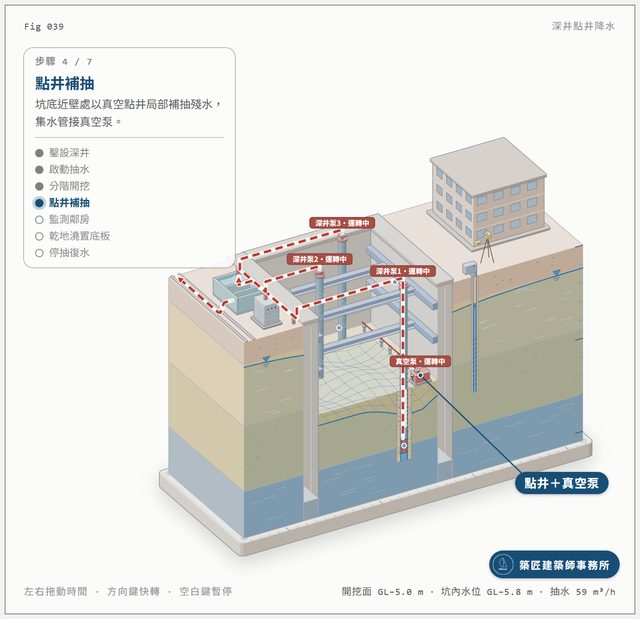 Fig 039
深井點井降水
步驟 4 / 7
點井補抽
坑底近壁處以真空點井局部補抽殘水，
集水管接真空泵。
鑿設深井
啟動抽水
分階開挖
點井補抽
監測鄰房
乾地澆置底板
停抽復水
深井泵3・運轉中
深井泵2・運轉中
深井泵1・運轉中
真空泵・運轉中
點井＋真空泵
築匠建築師事務所
左右拖動時間 · 方向鍵快轉 · 空白鍵暫停
開挖面 GL−5.0 m · 坑內水位 GL−5.8 m · 抽水 59 m³/h